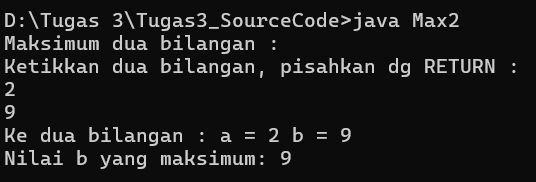 D:\Tugas 3\Tugas3_SourceCode>java Max2
Maksimum dua bilangan :
Ketikkan dua bilangan, pisahkan dg RETURN :
2
9
Ke dua bilangan : a = 2 b = 9
Nilai b yang maksimum: 9